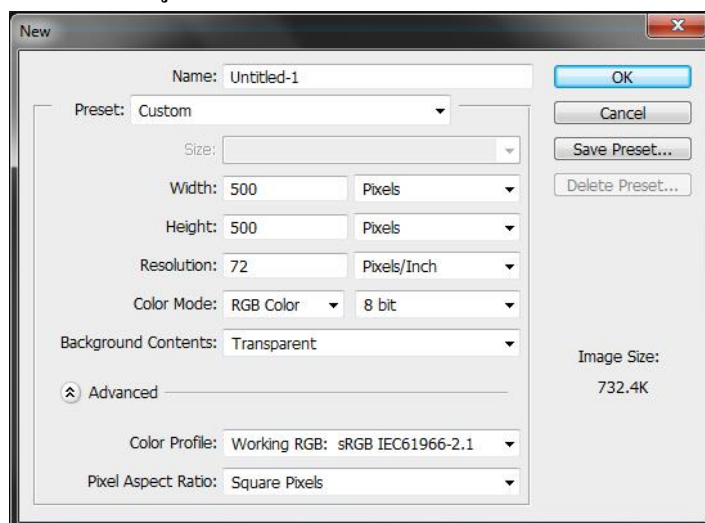 New
Name: Untitled-1
OK
Preset: Custom
Cancel
Size:
Save Preset...
Width: 500 Pixels
Delete Preset...
Height: 500 Pixels
Resolution: 72 Pixels/Inch
Color Mode: RGB Color 8 bit
Background Contents: Transparent
Image Size:
732.4K
Advanced
Color Profile: Working RGB: sRGB IEC61966-2.1
Pixel Aspect Ratio: Square Pixels